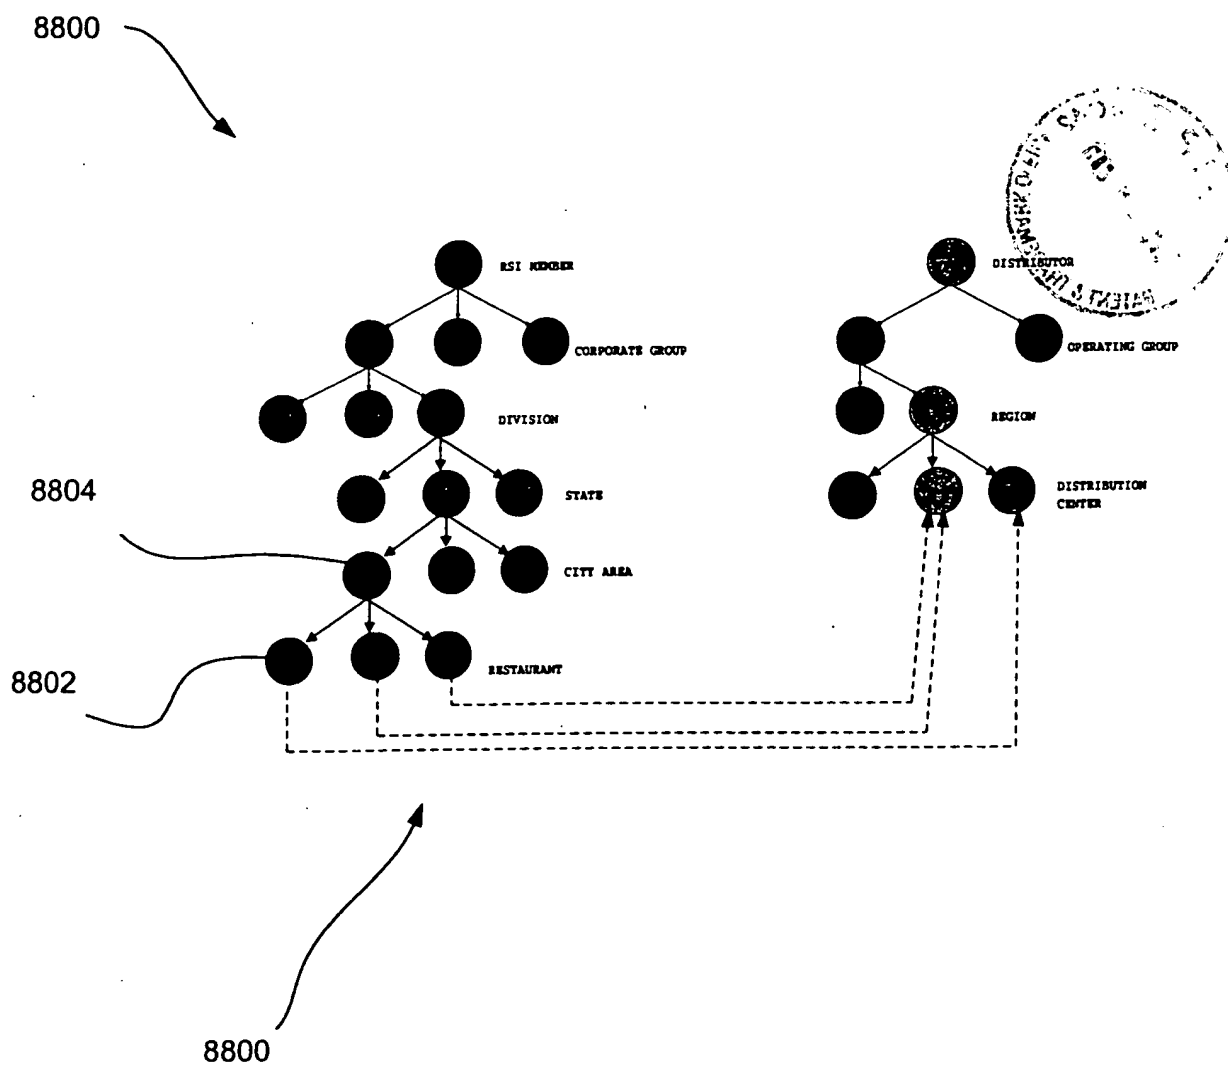 8800
RSI MEMBER
DISTRIBUTOR
CORPORATE GROUP
OPERATING GROUP
DIVISION
REGION
8804
STATE
DISTRIBUTION
CENTER
CITY AREA
8802
RESTAURANT
8800